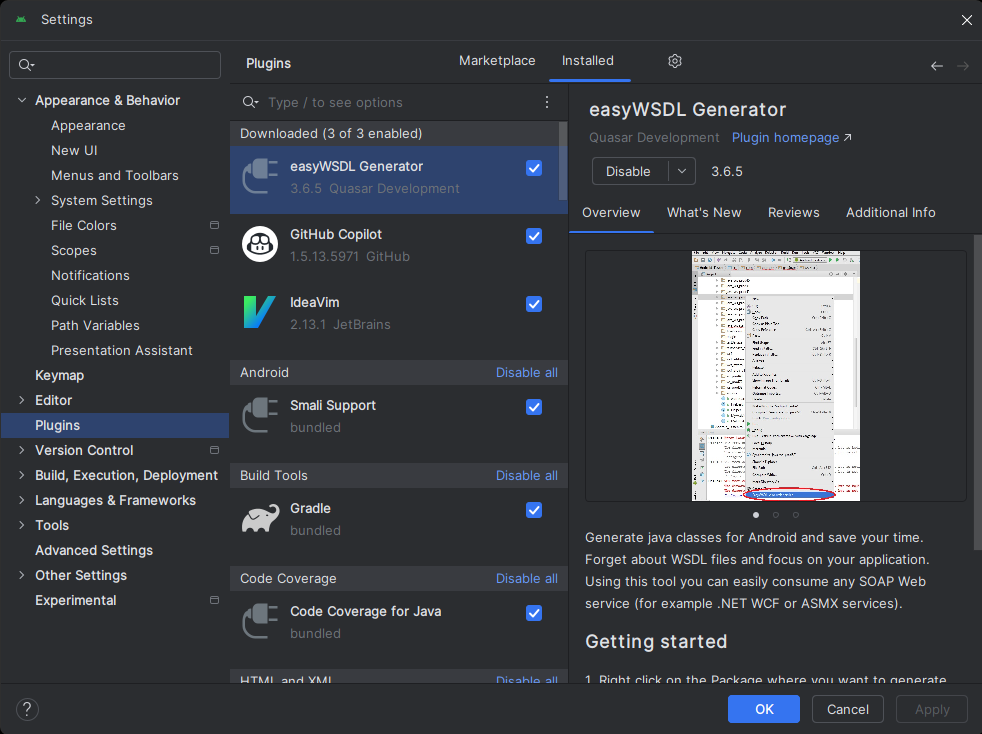 Settings
Appearance & Behavior
Appearance
New UI
Menus and Toolbars
System Settings
File Colors
Scopes
Notifications
Quick Lists
Path Variables
Presentation Assistant
Keymap
Editor
Plugins
Version Control
Build, Execution, Deployment
Languages & Frameworks
Tools
Advanced Settings
Other Settings
Experimental
?
Plugins
Marketplace
Installed
Type / to see options
Downloaded (3 of 3 enabled)
easyWSDL Generator
3.6.5 Quasar Development
GitHub Copilot
1.5.13.5971 GitHub
IdeaVim
2.13.1 JetBrains
Android Disable all
Smali Support
bundled
Build Tools Disable all
Gradle
bundled
Code Coverage Disable all
Code Coverage for Java
bundled
HTML and XML Disable all
easyWSDL Generator
Quasar Development Plugin homepage ↗
Disable 3.6.5
Overview What's New Reviews Additional Info
Generate java classes for Android and save your time.
Forget about WSDL files and focus on your application.
Using this tool you can easily consume any SOAP Web
service (for example .NET WCF or ASMX services).
Getting started
1. Right click on the Package where you want to generate
OK Cancel Apply